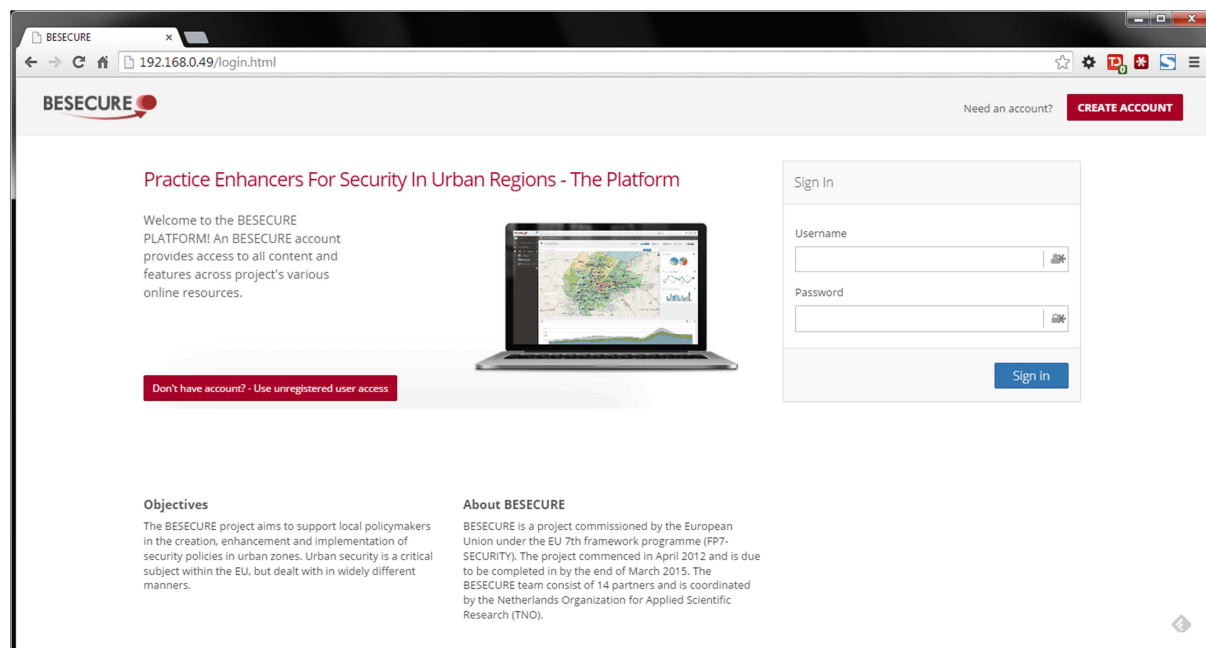 BESECURE
192.168.0.49/login.html
BESECURE
Need an account?
CREATE ACCOUNT
Practice Enhancers For Security In Urban Regions - The Platform
Welcome to the BESECURE
PLATFORM! An BESECURE account
provides access to all content and
features across project's various
online resources.
Don't have account? - Use unregistered user access
Sign In
Username
Password
Sign in
Objectives
The BESECURE project aims to support local policymakers
in the creation, enhancement and implementation of
security policies in urban zones. Urban security is a critical
subject within the EU, but dealt with in widely different
manners.
About BESECURE
BESECURE is a project commissioned by the European
Union under the EU 7th framework programme (FP7-
SECURITY). The project commenced in April 2012 and is due
to be completed in by the end of March 2015. The
BESECURE team consist of 14 partners and is coordinated
by the Netherlands Organization for Applied Scientific
Research (TNO).